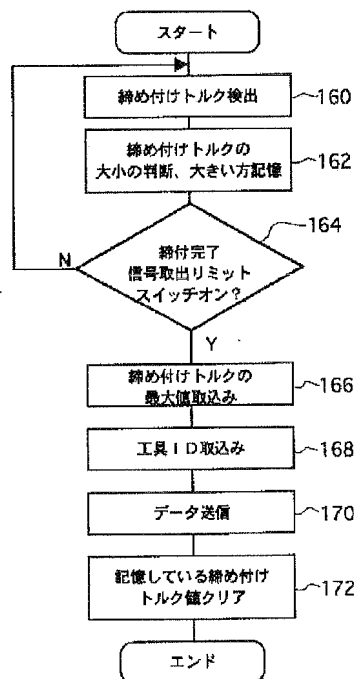 スタート
締め付けトルク検出
160
締め付けトルクの
大小の判断、大きい方記憶
162
164
締付完了
信号取出リミット
スイッチオン？
N
Y
締め付けトルクの
最大値取込み
166
工具ＩＤ取込み
168
データ送信
170
記憶している締め付け
トルク値クリア
172
エンド